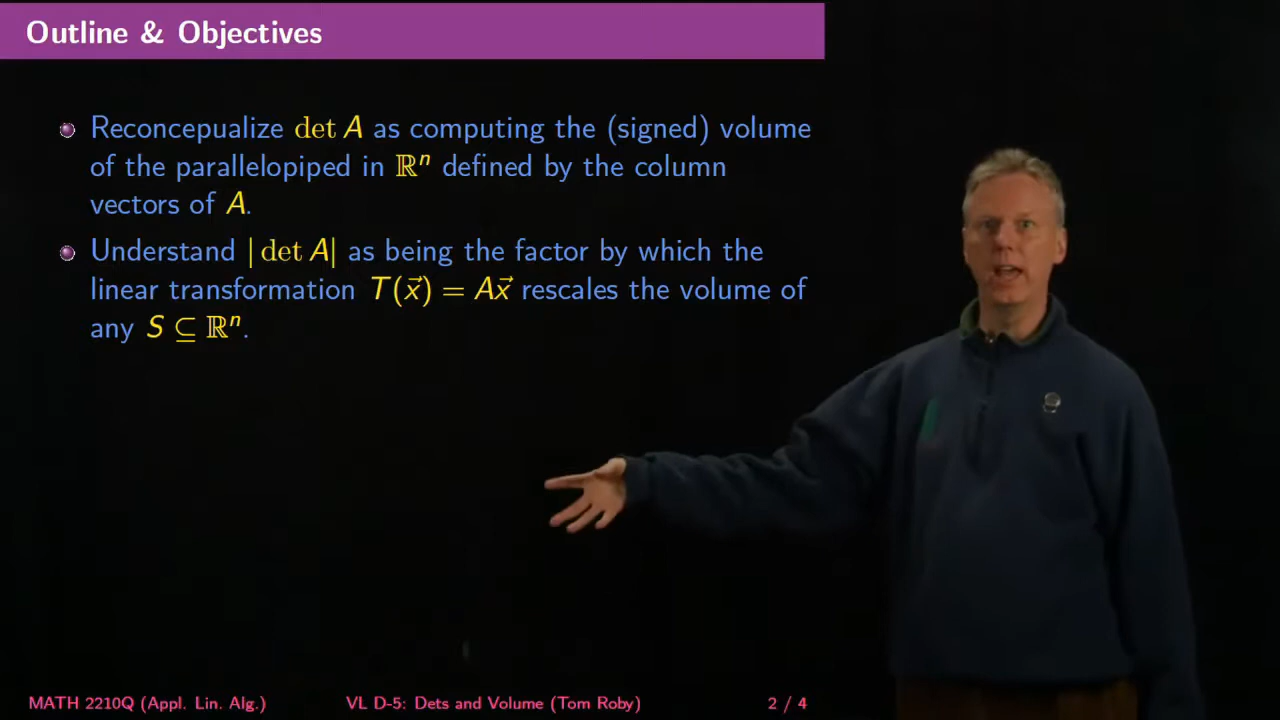 Outline & Objectives
Reconcepualize det A as computing the (signed) volume
of the parallelopiped in ℝⁿ defined by the column
vectors of A.
Understand | det A| as being the factor by which the
linear transformation T(x⃗) = Ax⃗ rescales the volume of
any S ⊆ ℝⁿ.
MATH 2210Q (Appl. Lin. Alg.) VL D-5: Dets and Volume (Tom Roby) 2 / 4